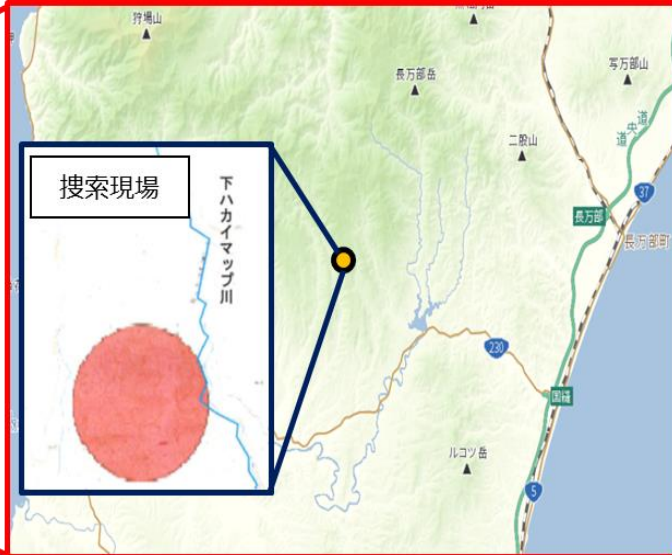 狩場山
長万部岳
写万部山
二股山
道央道
37
長万部
長万部町
捜索現場
下ハカイマップ川
230
国縫
ルコツ岳
5